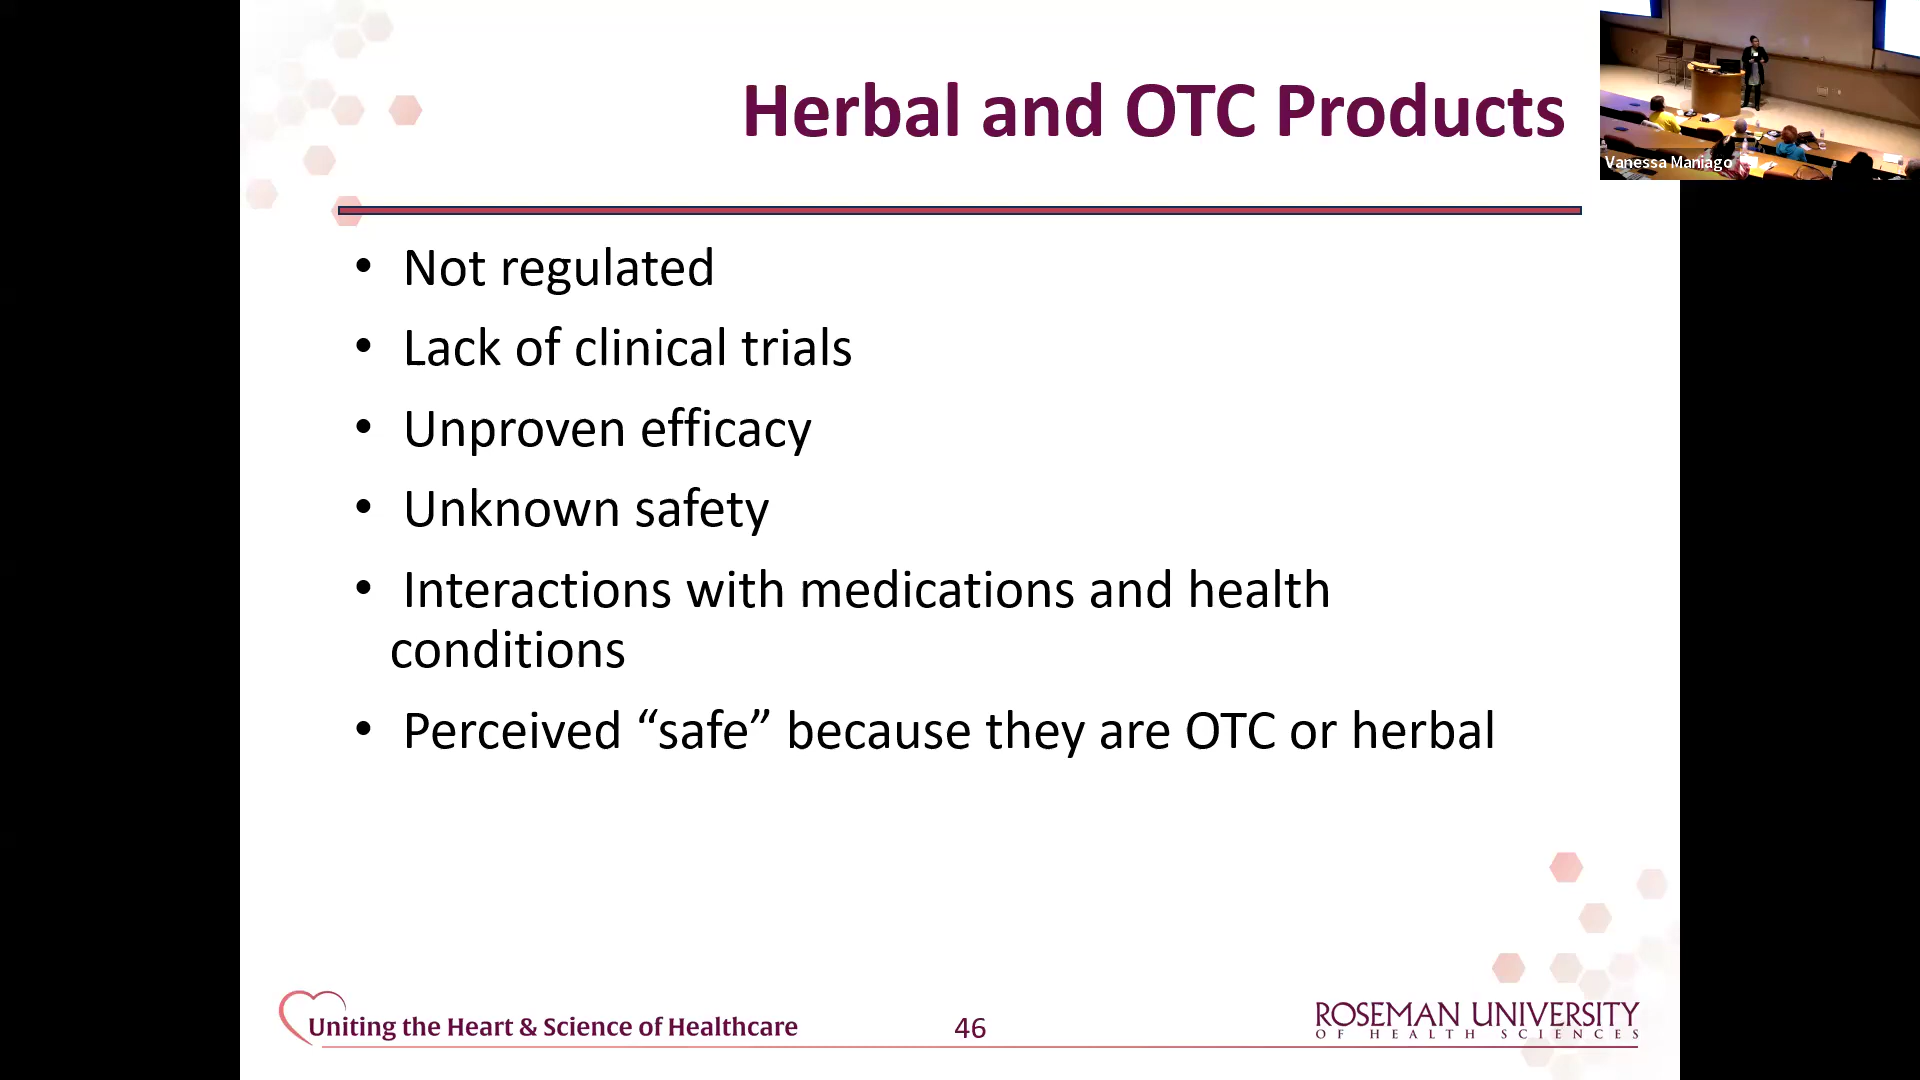 Herbal and OTC Products
Vanessa Maniago
• Not regulated
• Lack of clinical trials
• Unproven efficacy
• Unknown safety
• Interactions with medications and health
conditions
• Perceived “safe” because they are OTC or herbal
Uniting the Heart & Science of Healthcare
46
ROSEMAN UNIVERSITY
OF HEALTH SCIENCES